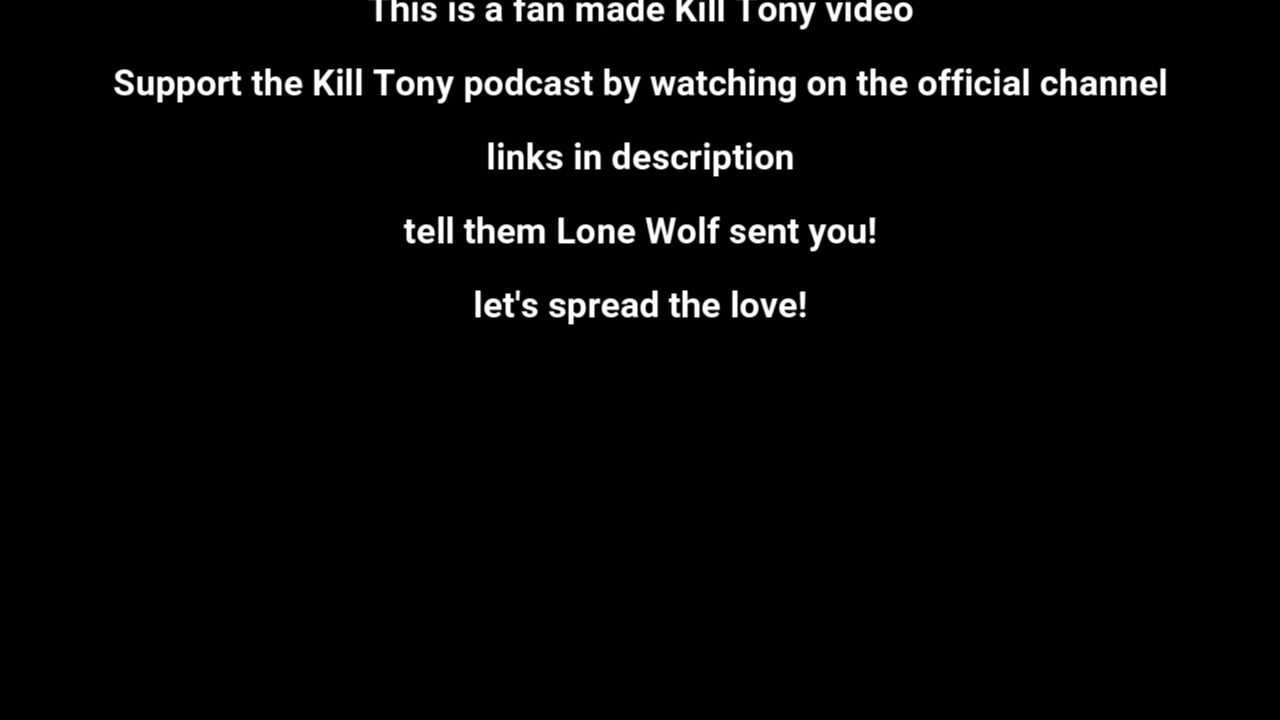 This is a fan made Kill Tony video
Support the Kill Tony podcast by watching on the official channel
links in description
tell them Lone Wolf sent you!
let's spread the love!